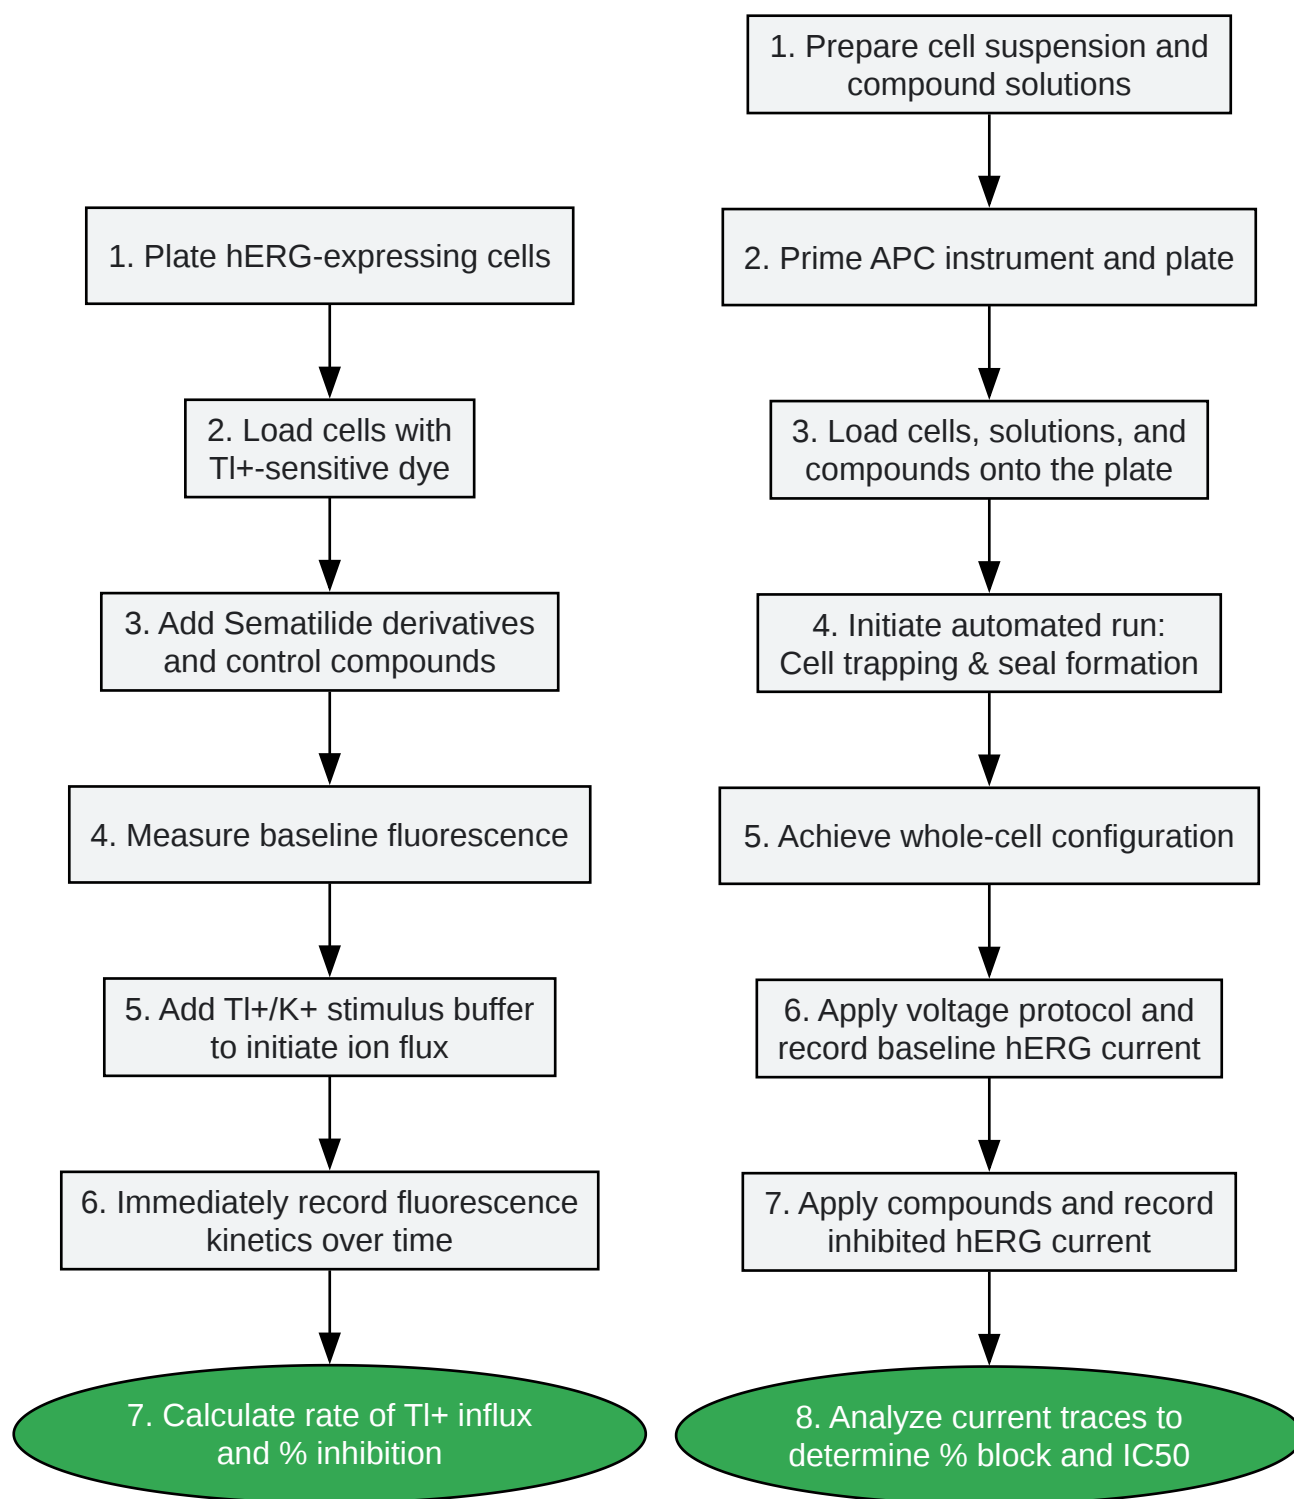 1. Plate hERG-expressing cells
2. Load cells with
Tl+-sensitive dye
3. Add Sematilide derivatives
and control compounds
4. Measure baseline fluorescence
5. Add Tl+/K+ stimulus buffer
to initiate ion flux
6. Immediately record fluorescence
kinetics over time
7. Calculate rate of Tl+ influx
and % inhibition
1. Prepare cell suspension and
compound solutions
2. Prime APC instrument and plate
3. Load cells, solutions, and
compounds onto the plate
4. Initiate automated run:
Cell trapping & seal formation
5. Achieve whole-cell configuration
6. Apply voltage protocol and
record baseline hERG current
7. Apply compounds and record
inhibited hERG current
8. Analyze current traces to
determine % block and IC50